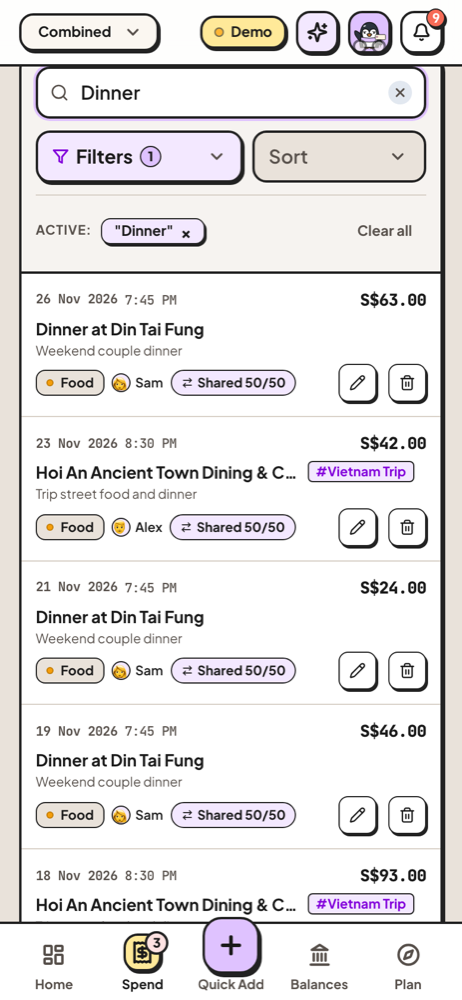 Combined
Demo
9
Dinner
Filters 1
Sort
ACTIVE: "Dinner" ×
Clear all
26 Nov 2026 7:45 PM
S$63.00
Dinner at Din Tai Fung
Weekend couple dinner
Food
Sam
Shared 50/50
23 Nov 2026 8:30 PM
S$42.00
Hoi An Ancient Town Dining & C...
#Vietnam Trip
Trip street food and dinner
Food
Alex
Shared 50/50
21 Nov 2026 7:45 PM
S$24.00
Dinner at Din Tai Fung
Weekend couple dinner
Food
Sam
Shared 50/50
19 Nov 2026 7:45 PM
S$46.00
Dinner at Din Tai Fung
Weekend couple dinner
Food
Sam
Shared 50/50
18 Nov 2026 8:30 PM
S$93.00
Hoi An Ancient Town Dining & C...
#Vietnam Trip
3
Home
Spend
Quick Add
Balances
Plan